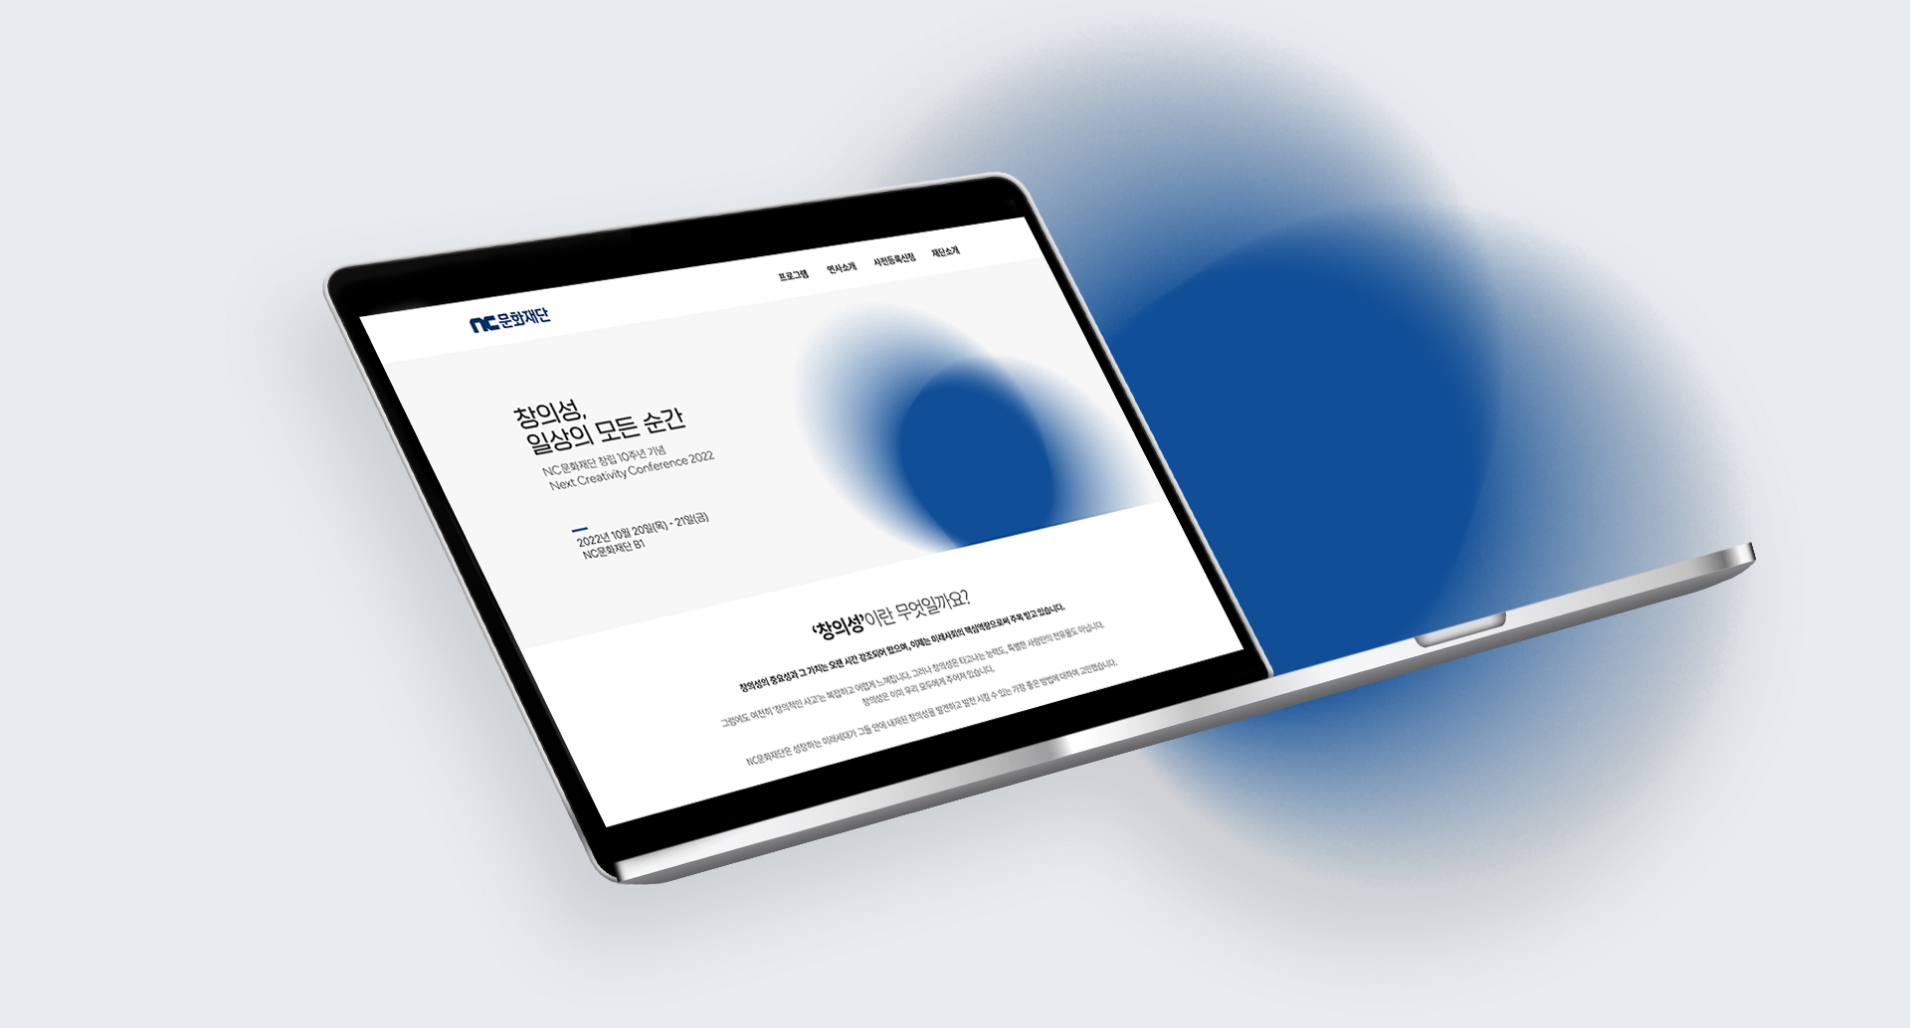 nc문화재단
프로그램 연사소개 사전등록신청 재단소개
창의성,
일상의 모든 순간
NC문화재단 창립 10주년 기념
Next Creativity Conference 2022
2022년 10월 20일(목) - 21일(금)
NC문화재단 B1
‘창의성’이란 무엇일까요?
창의성의 중요성과 그 가치는 오랜 시간 강조되어 왔으며, 이제는 미래사회의 핵심역량으로써 주목 받고 있습니다.
그럼에도 여전히 '창의적인 사고'는 복잡하고 어렵게 느껴집니다. 그러나 창의성은 타고나는 능력도, 특별한 사람만의 전유물도 아닙니다.
창의성은 이미 우리 모두에게 주어져 있습니다.
NC문화재단은 성장하는 미래세대가 그들 안에 내재된 창의성을 발견하고 발전 시킬 수 있는 가장 좋은 방법에 대하여 고민했습니다.